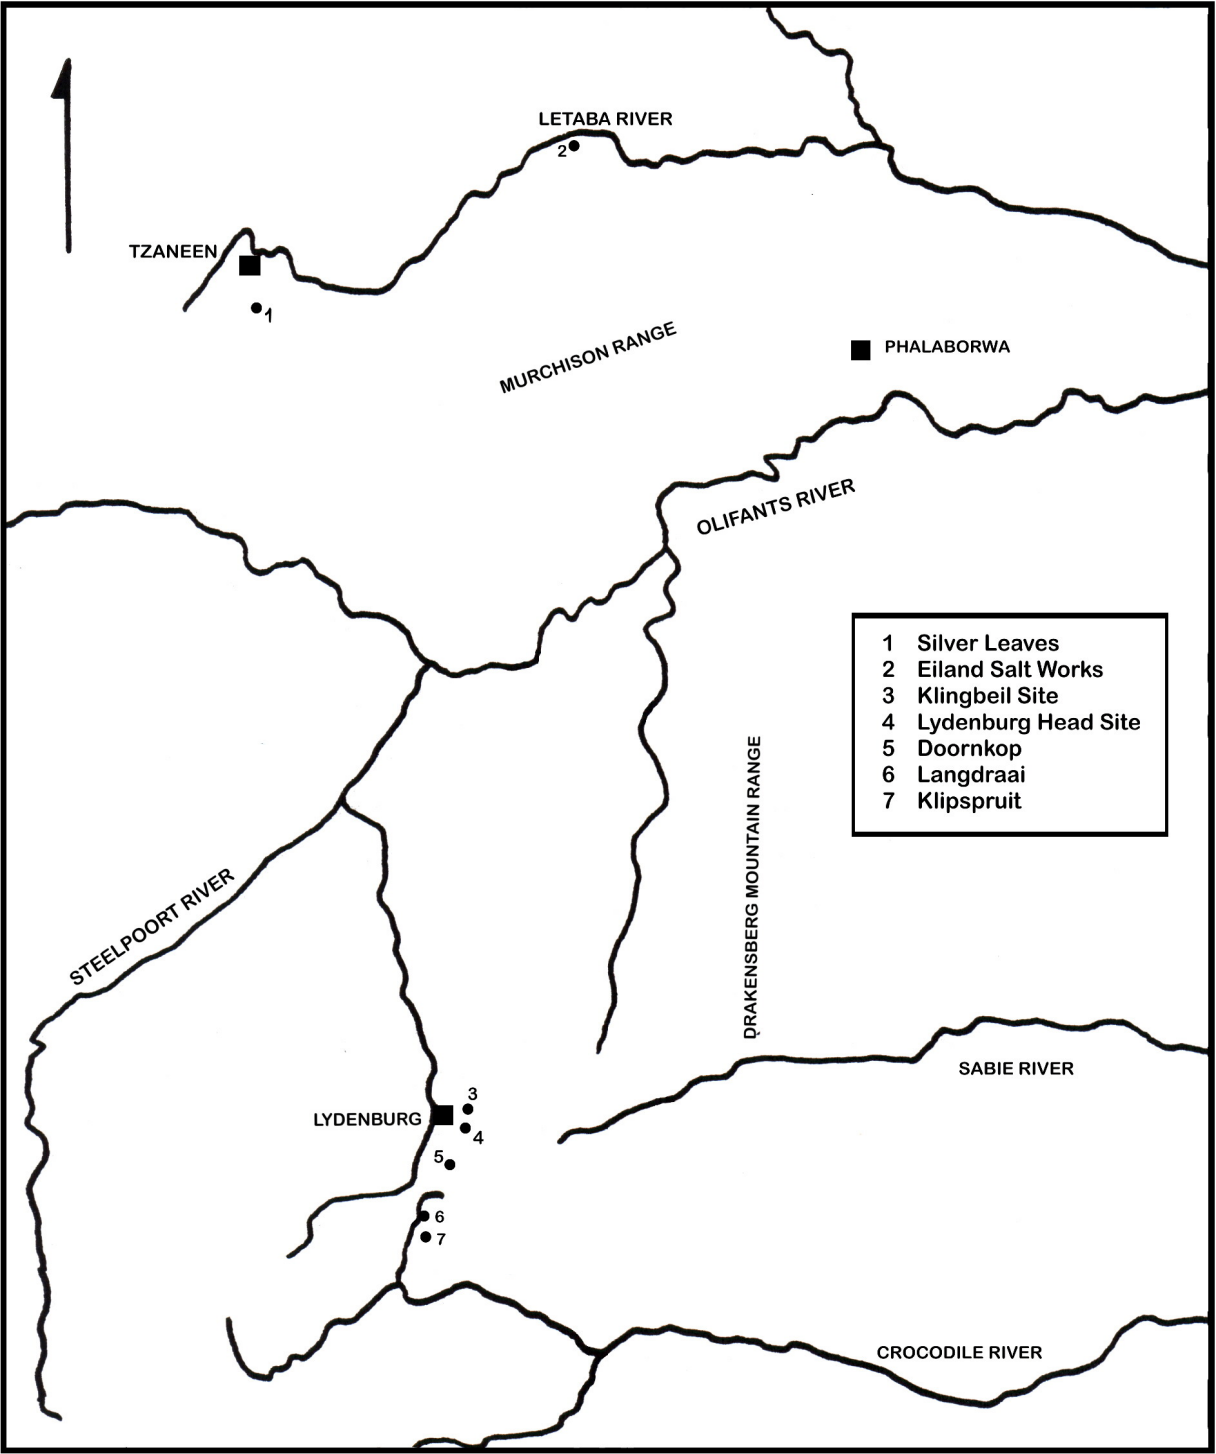 LETABA RIVER
2
TZANEEN
1
MURCHISON RANGE
PHALABORWA
OLIFANTS RIVER
1 Silver Leaves
2 Eiland Salt Works
3 Klingbeil Site
4 Lydenburg Head Site
5 Doornkop
6 Langdraai
7 Klipspruit
DRAKENSBERG MOUNTAIN RANGE
STEELPOORT RIVER
SABIE RIVER
3
LYDENBURG
4
5
6
7
CROCODILE RIVER